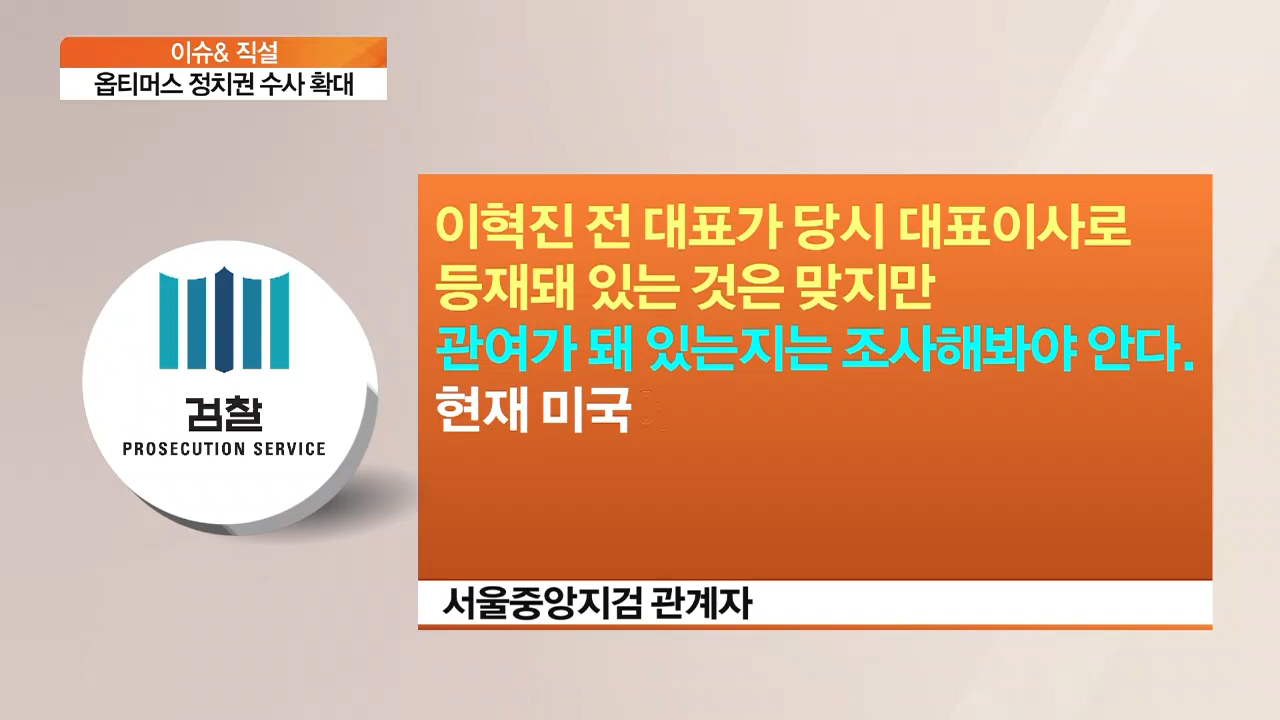 이슈& 직설
옵티머스 정치권 수사 확대
이혁진 전 대표가 당시 대표이사로
등재돼 있는 것은 맞지만
관여가 돼 있는지는 조사해봐야 안다.
현재 미국
검찰
PROSECUTION SERVICE
서울중앙지검 관계자